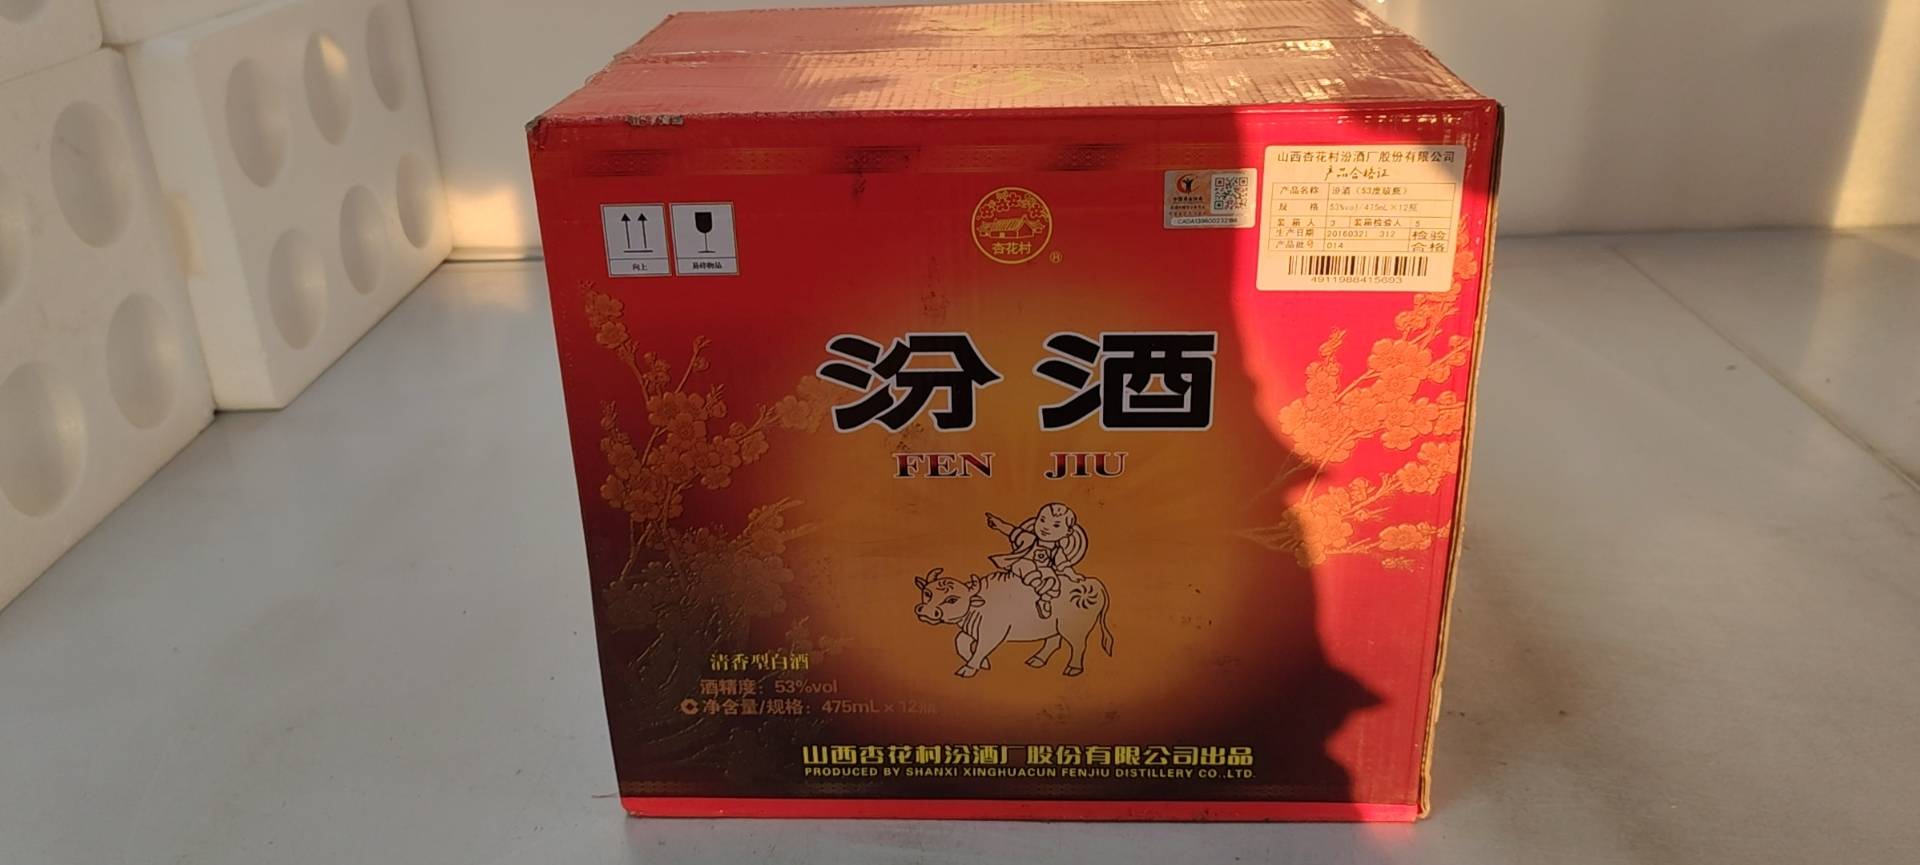 山西杏花村汾酒厂股份有限公司
产品合格证
产品名称 汾酒（53度玻瓶）
规 格 53%vol/475mL×12瓶
装箱人 3 装箱检验人 5
生产日期 20160321 312 检验
产品批号 014 合格
4911988415693
向上
易碎物品
杏花村
®
汾酒
FEN JIU
清香型白酒
酒精度：53%vol
净含量/规格：475mL×12瓶
山西杏花村汾酒厂股份有限公司出品
PRODUCED BY SHANXI XINGHUACUN FENJIU DISTILLERY CO.,LTD.